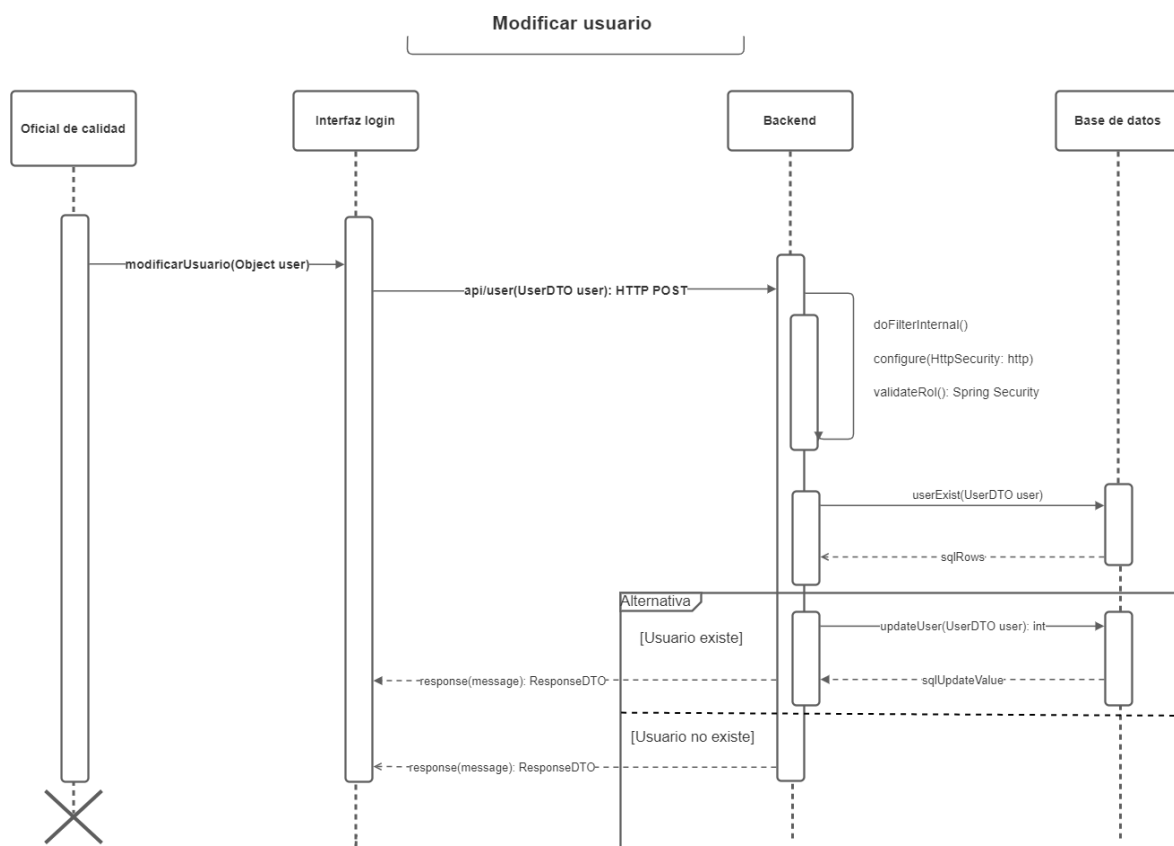 Modificar usuario
Oficial de calidad
Interfaz login
Backend
Base de datos
modificarUsuario(Object user)
api/user(UserDTO user): HTTP POST
doFilterInternal()
configure(HttpSecurity: http)
validateRol(): Spring Security
userExist(UserDTO user)
sqlRows
Alternativa
[Usuario existe]
updateUser(UserDTO user): int
response(message): ResponseDTO
sqlUpdateValue
[Usuario no existe]
response(message): ResponseDTO